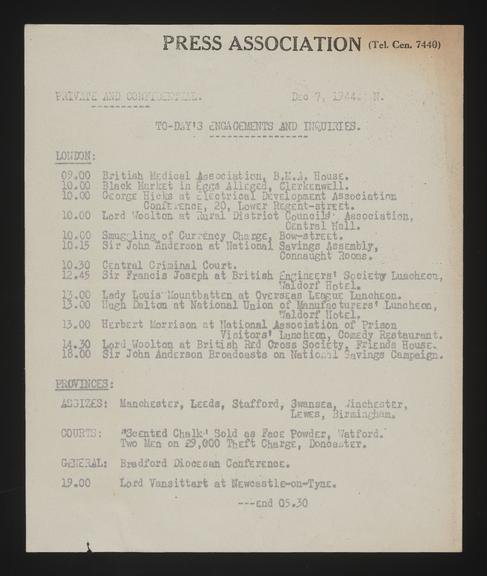 PRESS ASSOCIATION (Tel. Cen. 7440)
PRIVATE AND CONFIDENTIAL. Dec 7, 1944. N.
TO-DAY'S ENGAGEMENTS AND INQUIRIES.
LONDON:
09.00 British Medical Association, B.M.A. House.
10.00 Black Market in Eggs Alleged, Clerkenwell.
10.00 George Hicks at Electrical Development Association
Conference, 20, Lower Regent-street.
10.00 Lord Woolton at Rural District Councils' Association,
Central Hall.
10.00 Smuggling of Currency Charge, Bow-street.
10.15 Sir John Anderson at National Savings Assembly,
Connaught Rooms.
10.30 Central Criminal Court.
12.45 Sir Francis Joseph at British Engineers' Society Luncheon,
Waldorf Hotel.
13.00 Lady Louis Mountbatten at Overseas League Luncheon.
13.00 Hugh Dalton at National Union of Manufacturers' Luncheon,
Waldorf Hotel.
13.00 Herbert Morrison at National Association of Prison
Visitors' Luncheon, Comedy Restaurant.
14.30 Lord Woolton at British Red Cross Society, Friends House.
18.00 Sir John Anderson Broadcasts on National Savings Campaign.
PROVINCES:
ASSIZES: Manchester, Leeds, Stafford, Swansea, Winchester,
Lewes, Birmingham.
COURTS: "Scented Chalk" Sold as Face Powder, Watford.
Two Men on £9,000 Theft Charge, Doncaster.
GENERAL: Bradford Diocesan Conference.
19.00 Lord Vansittart at Newcastle-on-Tyne.
---End 05.30